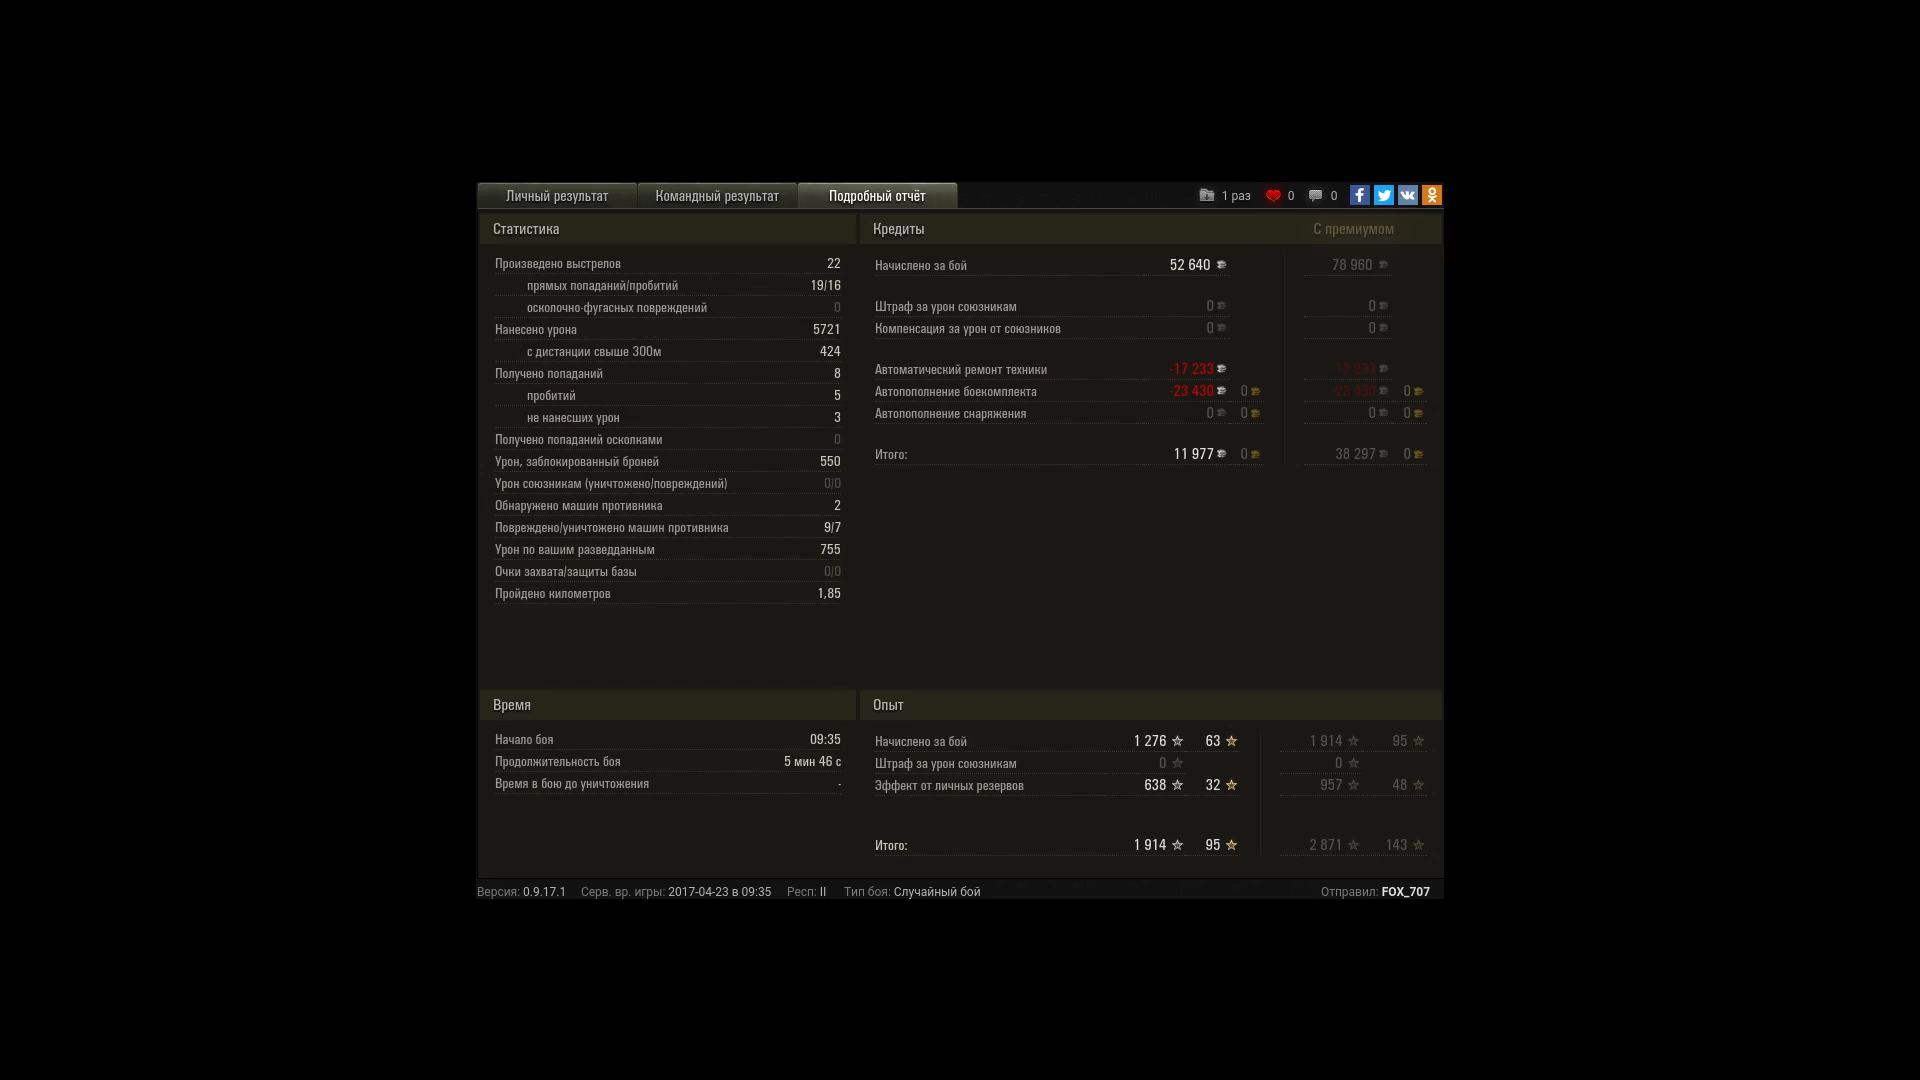 Личный результат Командный результат Подробный отчёт 1 раз 0 0
Статистика
Произведено выстрелов 22
прямых попаданий/пробитий 19/16
осколочно-фугасных повреждений 0
Нанесено урона 5721
с дистанции свыше 300м 424
Получено попаданий 8
пробитий 5
не нанесших урон 3
Получено попаданий осколками 0
Урон, заблокированный броней 550
Урон союзникам (уничтожено/повреждений) 0/0
Обнаружено машин противника 2
Повреждено/уничтожено машин противника 9/7
Урон по вашим разведданным 755
Очки захвата/защиты базы 0/0
Пройдено километров 1,85
Кредиты С премиумом
Начислено за бой 52 640 78 960
Штраф за урон союзникам 0 0
Компенсация за урон от союзников 0 0
Автоматический ремонт техники -17 233 -17 233
Автопополнение боекомплекта -23 430 0 -23 430 0
Автопополнение снаряжения 0 0 0 0
Итого: 11 977 0 38 297 0
Время
Начало боя 09:35
Продолжительность боя 5 мин 46 с
Время в бою до уничтожения -
Опыт
Начислено за бой 1 276 63 1 914 95
Штраф за урон союзникам 0 0
Эффект от личных резервов 638 32 957 48
Итого: 1 914 95 2 871 143
Версия: 0.9.17.1 Серв. вр. игры: 2017-04-23 в 09:35 Респ: II Тип боя: Случайный бой Отправил: FOX_707